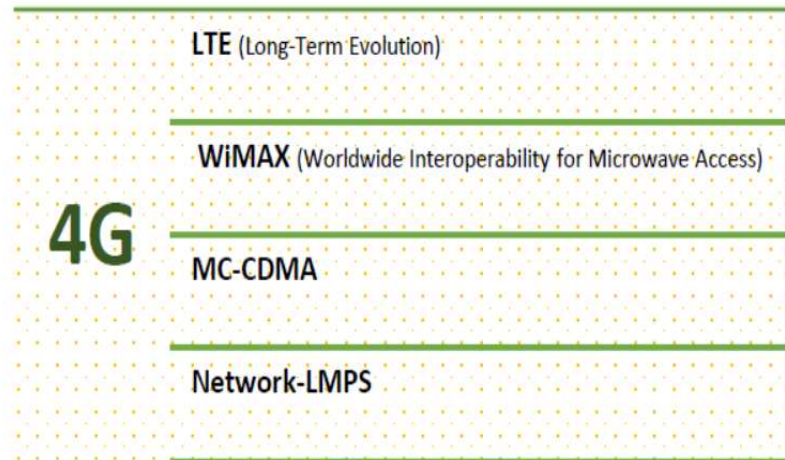 LTE (Long-Term Evolution)
WiMAX (Worldwide Interoperability for Microwave Access)
4G
MC-CDMA
Network-LMPS